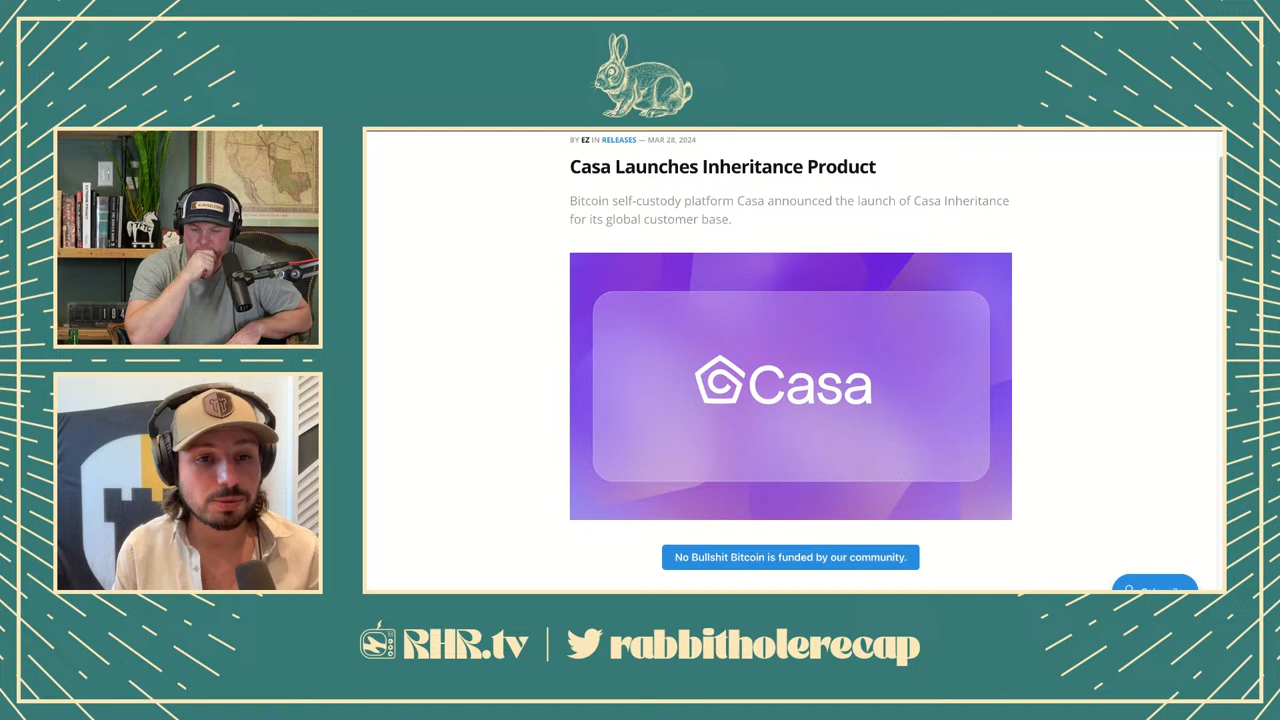 BY EZ IN RELEASES — MAR 28, 2024
Casa Launches Inheritance Product
Bitcoin self-custody platform Casa announced the launch of Casa Inheritance
for its global customer base.
Casa
No Bullshit Bitcoin is funded by our community.
RHR.tv | rabbitholerecap